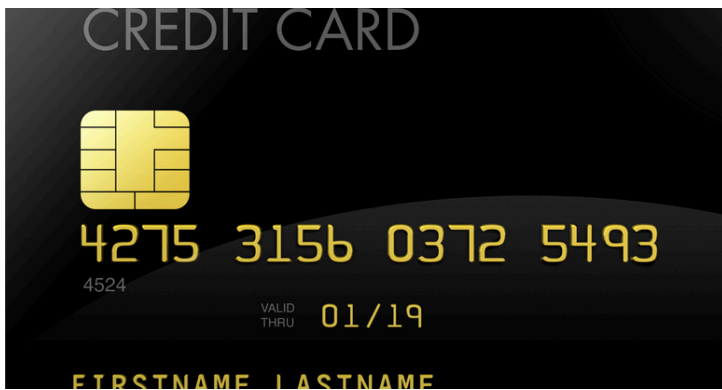 CREDIT CARD
4275 3156 0372 5493
4524
VALID
THRU
01/19
FIRSTNAME LASTNAME